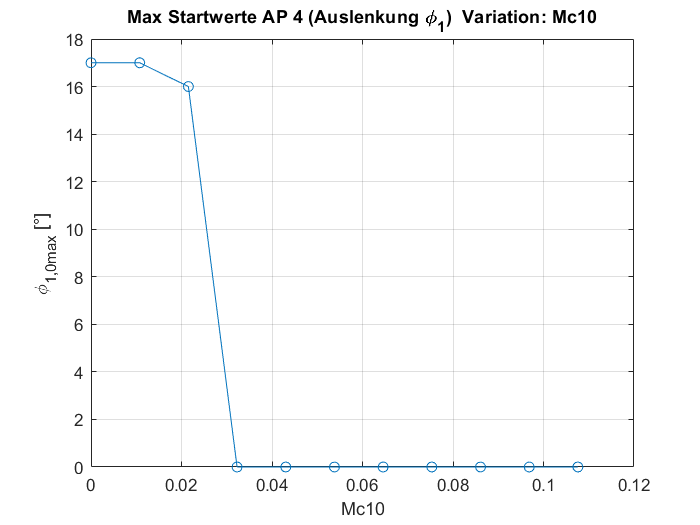 Max Startwerte AP 4 (Auslenkung ϕ₁)  Variation: Mc10
18
16
14
12
10
8
6
4
2
0
ϕ₁,₀ₘₐₓ [°]
0 0.02 0.04 0.06 0.08 0.1 0.12
Mc10